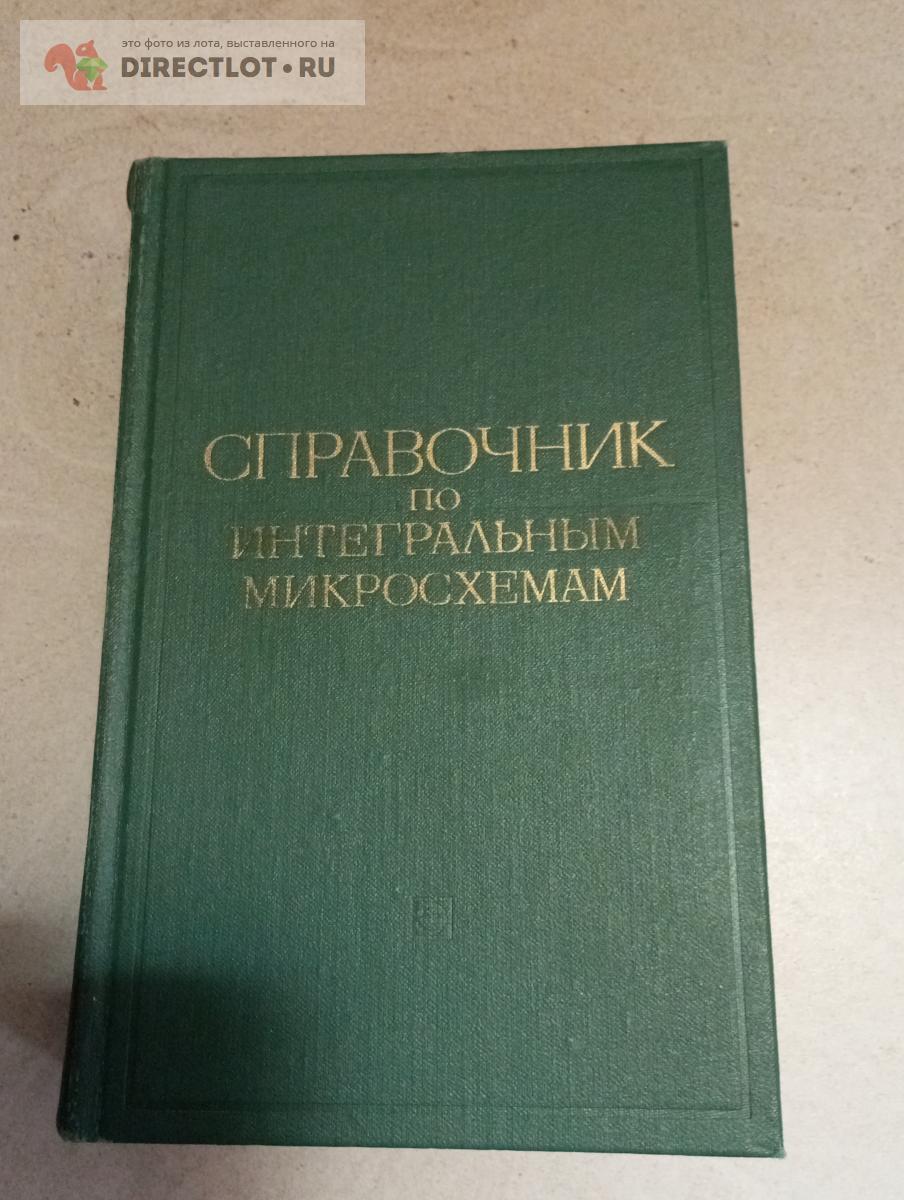 это фото из лота, выставленного на
DIRECTLOT•RU
СПРАВОЧНИК
ПО
ИНТЕГРАЛЬНЫМ
МИКРОСХЕМАМ